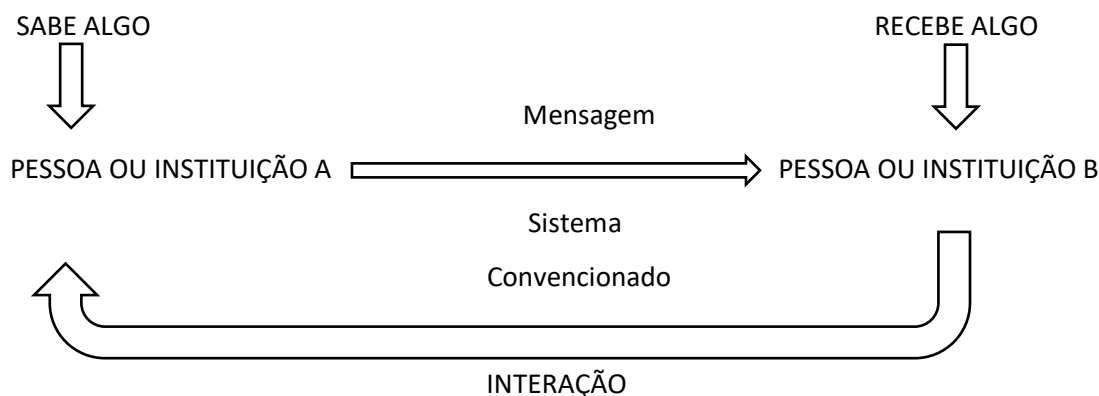 SABE ALGO
RECEBE ALGO
Mensagem
PESSOA OU INSTITUIÇÃO A
PESSOA OU INSTITUIÇÃO B
Sistema
Convencionado
INTERAÇÃO